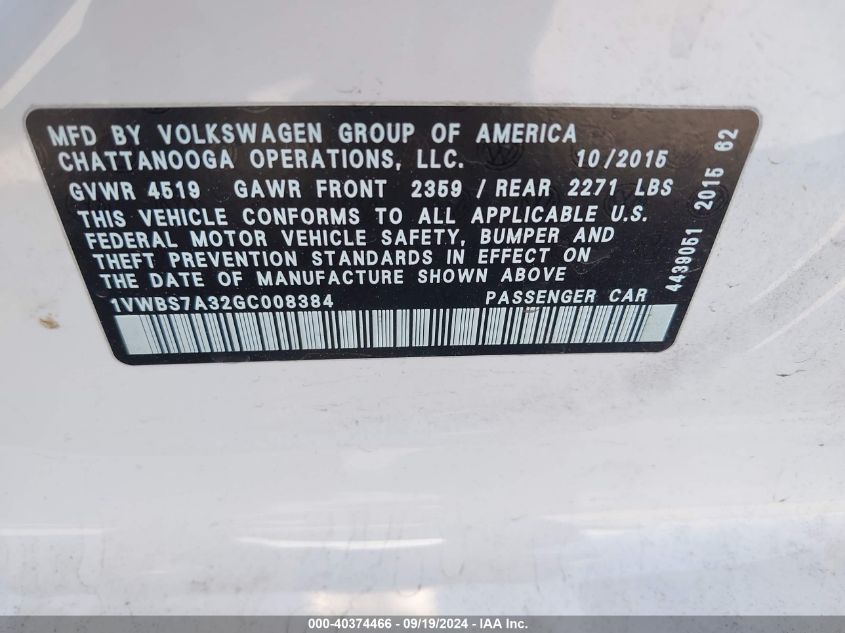 MFD BY VOLKSWAGEN GROUP OF AMERICA
CHATTANOOGA OPERATIONS, LLC. 10/2015
GVWR 4519 GAWR FRONT 2359 / REAR 2271 LBS
THIS VEHICLE CONFORMS TO ALL APPLICABLE U.S.
FEDERAL MOTOR VEHICLE SAFETY, BUMPER AND
THEFT PREVENTION STANDARDS IN EFFECT ON
THE DATE OF MANUFACTURE SHOWN ABOVE
1VWBS7A32GC008384 PASSENGER CAR
4439051 2015 62
000-40374466 - 09/19/2024 - IAA Inc.